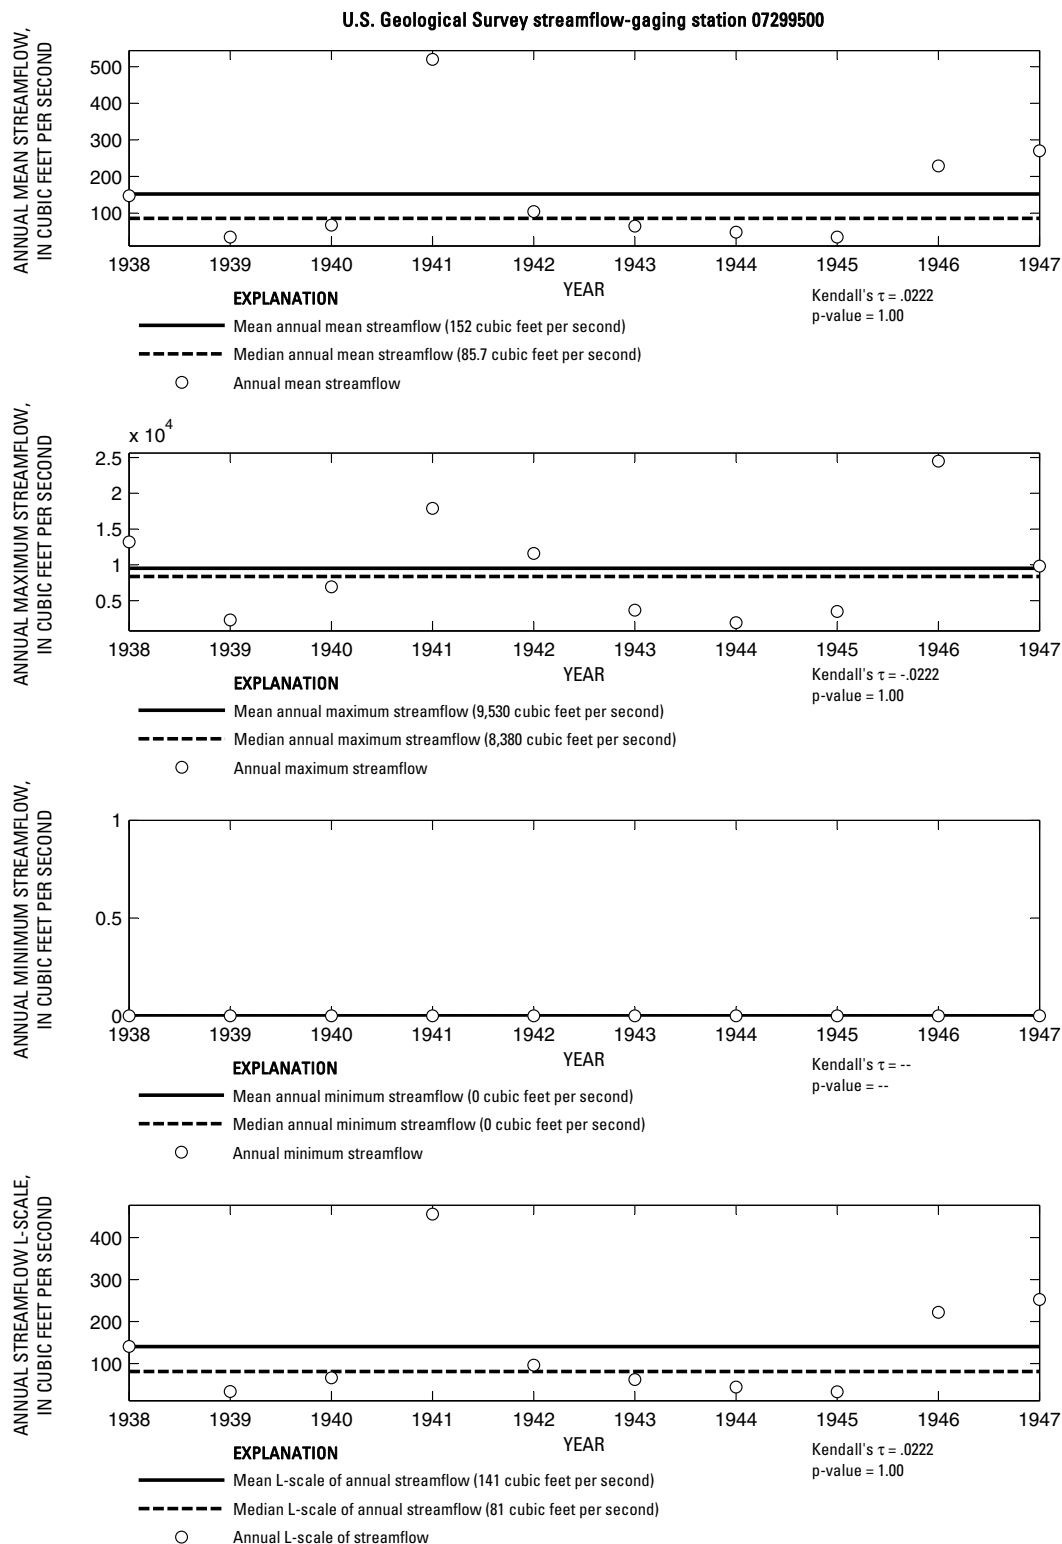 U.S. Geological Survey streamflow-gaging station 07299500
ANNUAL MEAN STREAMFLOW,
IN CUBIC FEET PER SECOND
500
400
300
200
100
1938 1939 1940 1941 1942 1943 1944 1945 1946 1947
YEAR
Kendall's τ = .0222
p-value = 1.00
EXPLANATION
Mean annual mean streamflow (152 cubic feet per second)
Median annual mean streamflow (85.7 cubic feet per second)
Annual mean streamflow
ANNUAL MAXIMUM STREAMFLOW,
IN CUBIC FEET PER SECOND
x 10^4
2.5
2
1.5
1
0.5
1938 1939 1940 1941 1942 1943 1944 1945 1946 1947
YEAR
Kendall's τ = -.0222
p-value = 1.00
EXPLANATION
Mean annual maximum streamflow (9,530 cubic feet per second)
Median annual maximum streamflow (8,380 cubic feet per second)
Annual maximum streamflow
ANNUAL MINIMUM STREAMFLOW,
IN CUBIC FEET PER SECOND
1
0.5
0
1938 1939 1940 1941 1942 1943 1944 1945 1946 1947
YEAR
Kendall's τ = --
p-value = --
EXPLANATION
Mean annual minimum streamflow (0 cubic feet per second)
Median annual minimum streamflow (0 cubic feet per second)
Annual minimum streamflow
ANNUAL STREAMFLOW L-SCALE,
IN CUBIC FEET PER SECOND
400
300
200
100
1938 1939 1940 1941 1942 1943 1944 1945 1946 1947
YEAR
Kendall's τ = .0222
p-value = 1.00
EXPLANATION
Mean L-scale of annual streamflow (141 cubic feet per second)
Median L-scale of annual streamflow (81 cubic feet per second)
Annual L-scale of streamflow